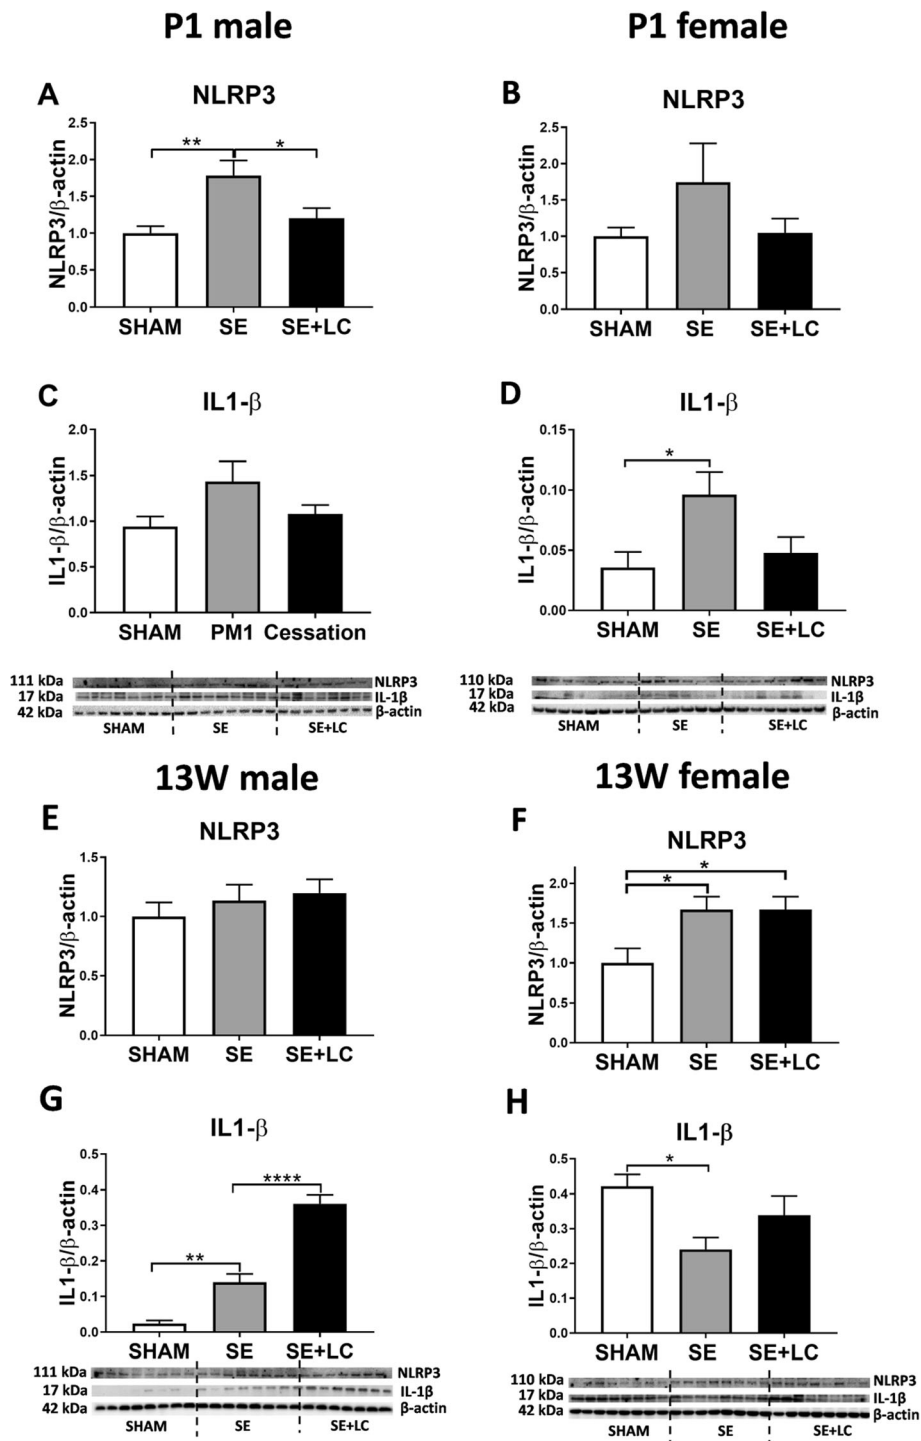 P1 male
P1 female
A
NLRP3
2.5
2.0
1.5
1.0
0.5
0.0
NLRP3/β-actin
** *
SHAM SE SE+LC
B
NLRP3
2.5
2.0
1.5
1.0
0.5
0.0
NLRP3/β-actin
SHAM SE SE+LC
C
IL1-β
2.0
1.5
1.0
0.5
0.0
IL1-β/β-actin
SHAM PM1 Cessation
D
IL1-β
0.15
0.10
0.05
0.00
IL1-β/β-actin
*
SHAM SE SE+LC
111 kDa NLRP3
17 kDa IL-1β
42 kDa β-actin
SHAM SE SE+LC
110 kDa NLRP3
17 kDa IL-1β
42 kDa β-actin
SHAM SE SE+LC
13W male
13W female
E
NLRP3
1.5
1.0
0.5
0.0
NLRP3/β-actin
SHAM SE SE+LC
F
NLRP3
2.0
1.5
1.0
0.5
0.0
NLRP3/β-actin
*
*
SHAM SE SE+LC
G
IL1-β
0.5
0.4
0.3
0.2
0.1
0.0
IL1-β/β-actin
****
**
SHAM SE SE+LC
H
IL1-β
0.5
0.4
0.3
0.2
0.1
0.0
IL1-β/β-actin
*
SHAM SE SE+LC
111 kDa NLRP3
17 kDa IL-1β
42 kDa β-actin
SHAM SE SE+LC
110 kDa NLRP3
17 kDa IL-1β
42 kDa β-actin
SHAM SE SE+LC